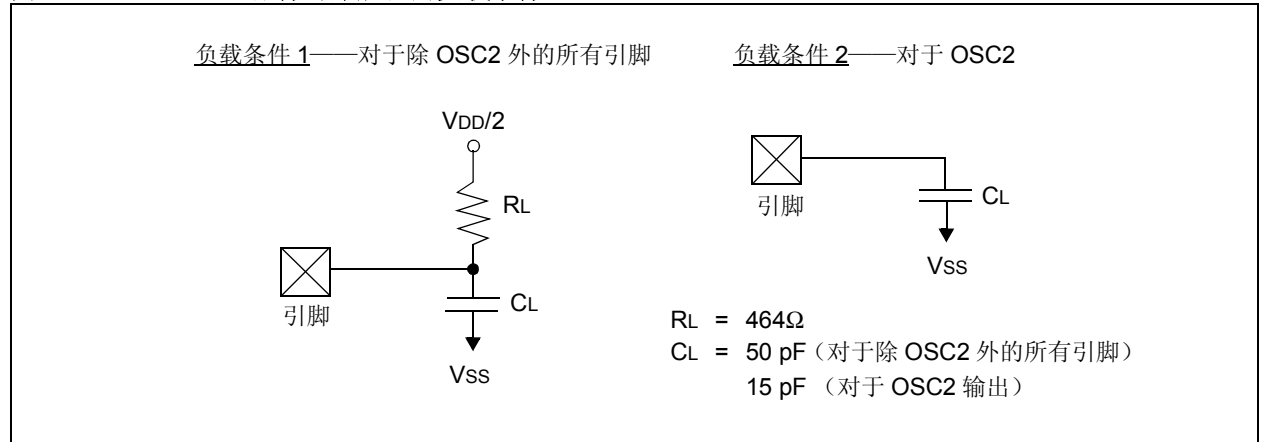 负载条件 1——对于除 OSC2 外的所有引脚
VDD/2
RL
引脚
CL
VSS
负载条件 2——对于 OSC2
引脚
CL
VSS
RL = 464Ω
CL = 50 pF（对于除 OSC2 外的所有引脚）
15 pF （对于 OSC2 输出）